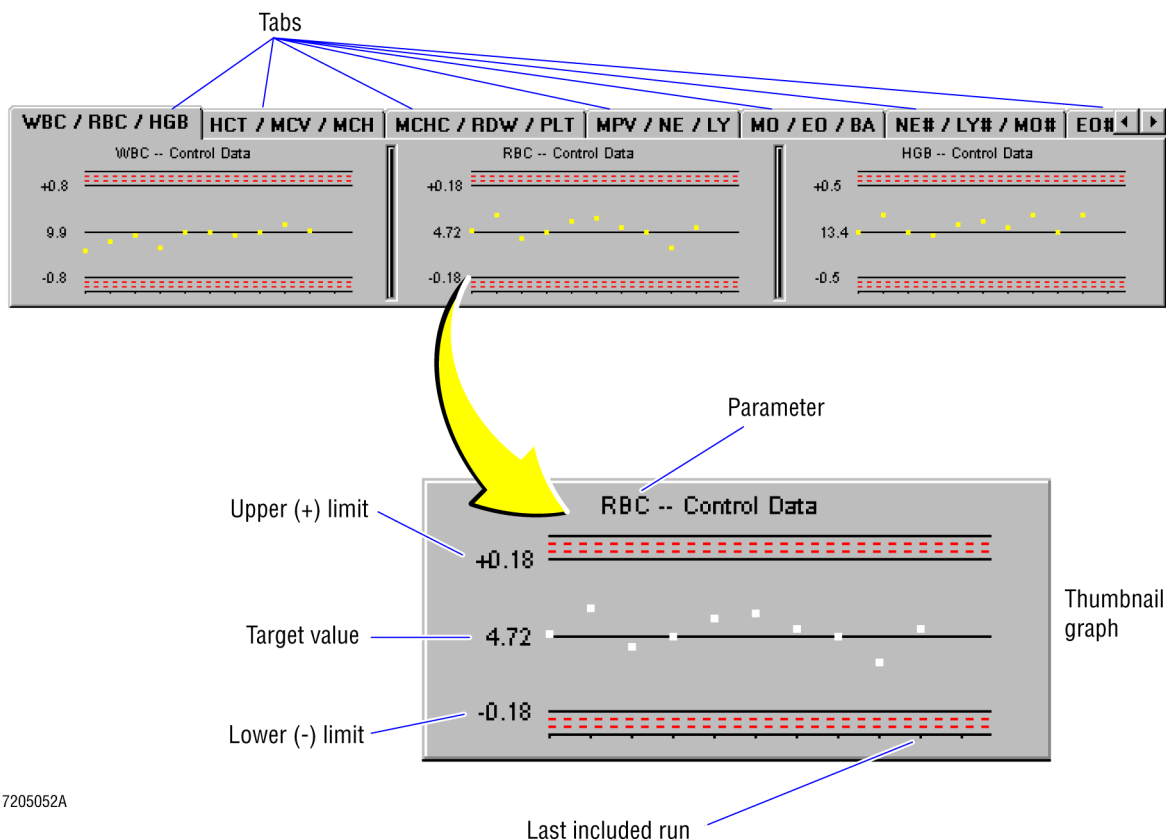 Tabs
WBC / RBC / HGB HCT / MCV / MCH MCHC / RDW / PLT MPV / NE / LY MO / EO / BA NE# / LY# / MO# EO#
WBC -- Control Data RBC -- Control Data HGB -- Control Data
+0.8 +0.18 +0.5
9.9 4.72 13.4
-0.8 -0.18 -0.5
Parameter
RBC -- Control Data
Upper (+) limit
+0.18
Thumbnail
graph
Target value
4.72
-0.18
Lower (-) limit
7205052A
Last included run